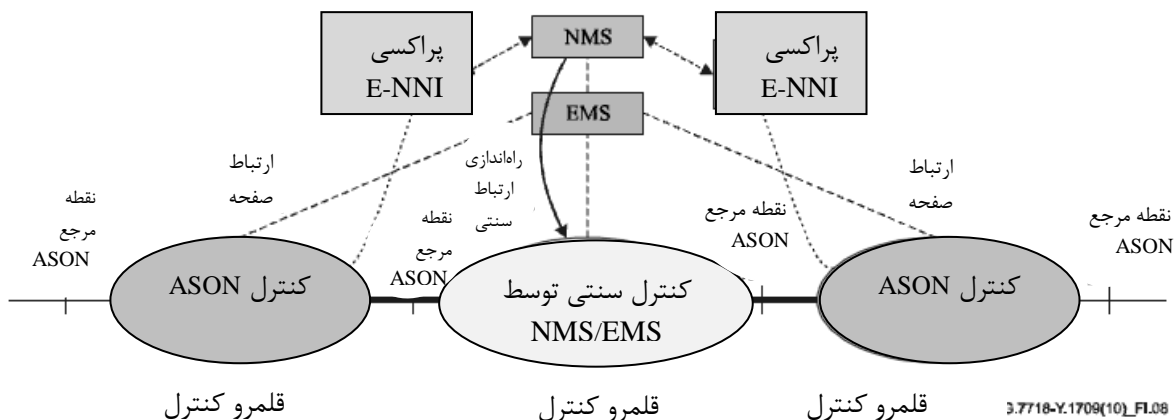 پراکسی
E-NNI
NMS
پراکسی
E-NNI
EMS
ارتباط
صفحه
راه‌اندازی
ارتباط
سنتی
ارتباط
صفحه
نقطه
مرجع
ASON
نقطه
مرجع
ASON
نقطه مرجع
ASON
نقطه مرجع
ASON
کنترل ASON
کنترل سنتی توسط
NMS/EMS
کنترل ASON
قلمرو کنترل
قلمرو کنترل
قلمرو کنترل
G.7718-Y.1709(10)_FI.08